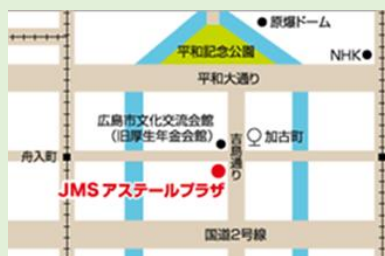 原爆ドーム
平和記念公園
NHK
平和大通り
広島市文化交流会館
（旧厚生年金会館）
吉島通り
加古町
舟入町
JMSアステールプラザ
国道2号線